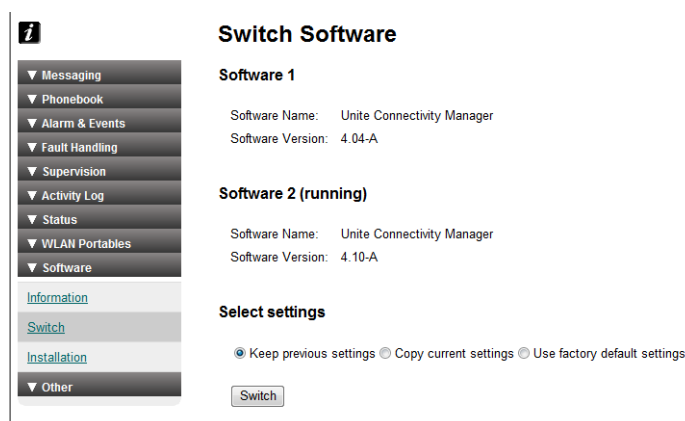 i
Switch Software
▼ Messaging
▼ Phonebook
▼ Alarm & Events
▼ Fault Handling
▼ Supervision
▼ Activity Log
▼ Status
▼ WLAN Portables
▼ Software
Information
Switch
Installation
▼ Other
Software 1
Software Name: Unite Connectivity Manager
Software Version: 4.04-A
Software 2 (running)
Software Name: Unite Connectivity Manager
Software Version: 4.10-A
Select settings
Keep previous settings Copy current settings Use factory default settings
Switch